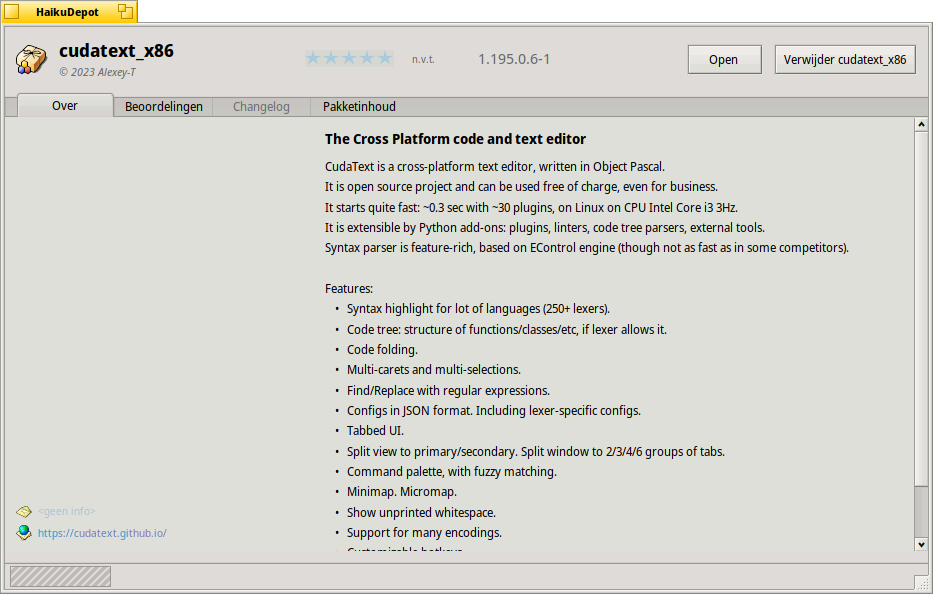 HaikuDepot
cudatext_x86
© 2023 Alexey-T
n.v.t.
1.195.0.6-1
Open
Verwijder cudatext_x86
Over
Beoordelingen
Changelog
Pakketinhoud
The Cross Platform code and text editor
CudaText is a cross-platform text editor, written in Object Pascal.
It is open source project and can be used free of charge, even for business.
It starts quite fast: ~0.3 sec with ~30 plugins, on Linux on CPU Intel Core i3 3Hz.
It is extensible by Python add-ons: plugins, linters, code tree parsers, external tools.
Syntax parser is feature-rich, based on EControl engine (though not as fast as in some competitors).
Features:
• Syntax highlight for lot of languages (250+ lexers).
• Code tree: structure of functions/classes/etc, if lexer allows it.
• Code folding.
• Multi-carets and multi-selections.
• Find/Replace with regular expressions.
• Configs in JSON format. Including lexer-specific configs.
• Tabbed UI.
• Split view to primary/secondary. Split window to 2/3/4/6 groups of tabs.
• Command palette, with fuzzy matching.
• Minimap. Micromap.
• Show unprinted whitespace.
• Support for many encodings.
• Customizable hotkeys.
<geen info>
https://cudatext.github.io/